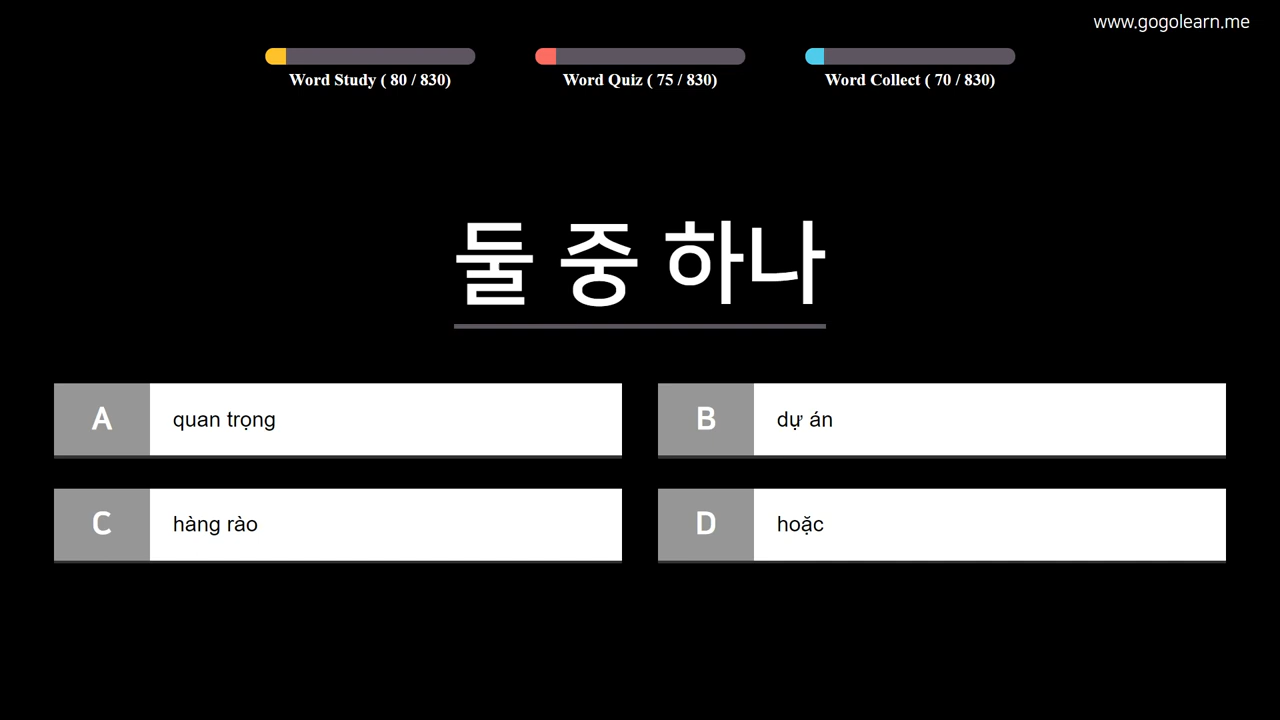 www.gogolearn.me
Word Study ( 80 / 830)
Word Quiz ( 75 / 830)
Word Collect ( 70 / 830)
둘 중 하나
A quan trọng
B dự án
C hàng rào
D hoặc